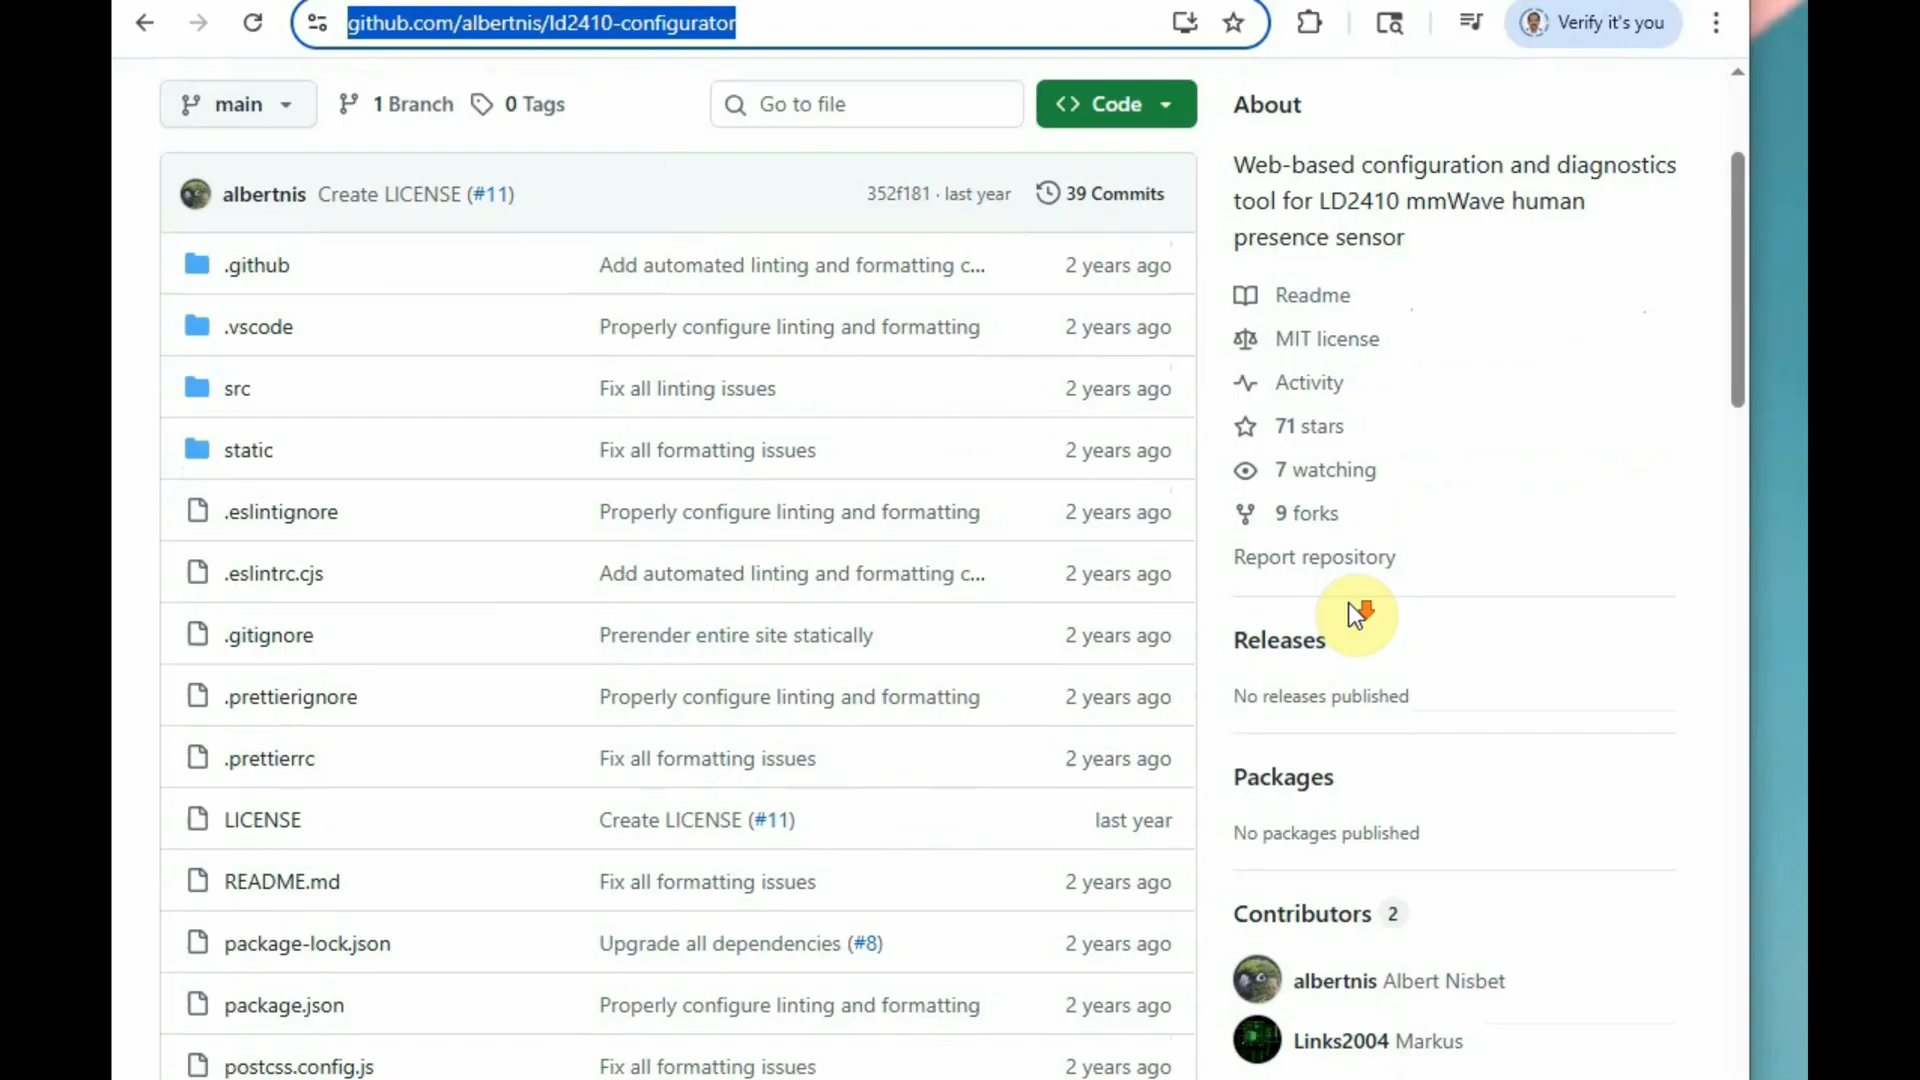 github.com/albertnis/ld2410-configurator
Verify it's you
main
1 Branch
0 Tags
Go to file
<> Code
About
Web-based configuration and diagnostics
tool for LD2410 mmWave human
presence sensor
albertnis Create LICENSE (#11) 352f181 · last year 39 Commits
.github Add automated linting and formatting c... 2 years ago
.vscode Properly configure linting and formatting 2 years ago
src Fix all linting issues 2 years ago
static Fix all formatting issues 2 years ago
.eslintignore Properly configure linting and formatting 2 years ago
.eslintrc.cjs Add automated linting and formatting c... 2 years ago
.gitignore Prerender entire site statically 2 years ago
.prettierignore Properly configure linting and formatting 2 years ago
.prettierrc Fix all formatting issues 2 years ago
LICENSE Create LICENSE (#11) last year
README.md Fix all formatting issues 2 years ago
package-lock.json Upgrade all dependencies (#8) 2 years ago
package.json Properly configure linting and formatting 2 years ago
postcss.config.js Fix all formatting issues 2 years ago
Readme
MIT license
Activity
71 stars
7 watching
9 forks
Report repository
Releases
No releases published
Packages
No packages published
Contributors 2
albertnis Albert Nisbet
Links2004 Markus